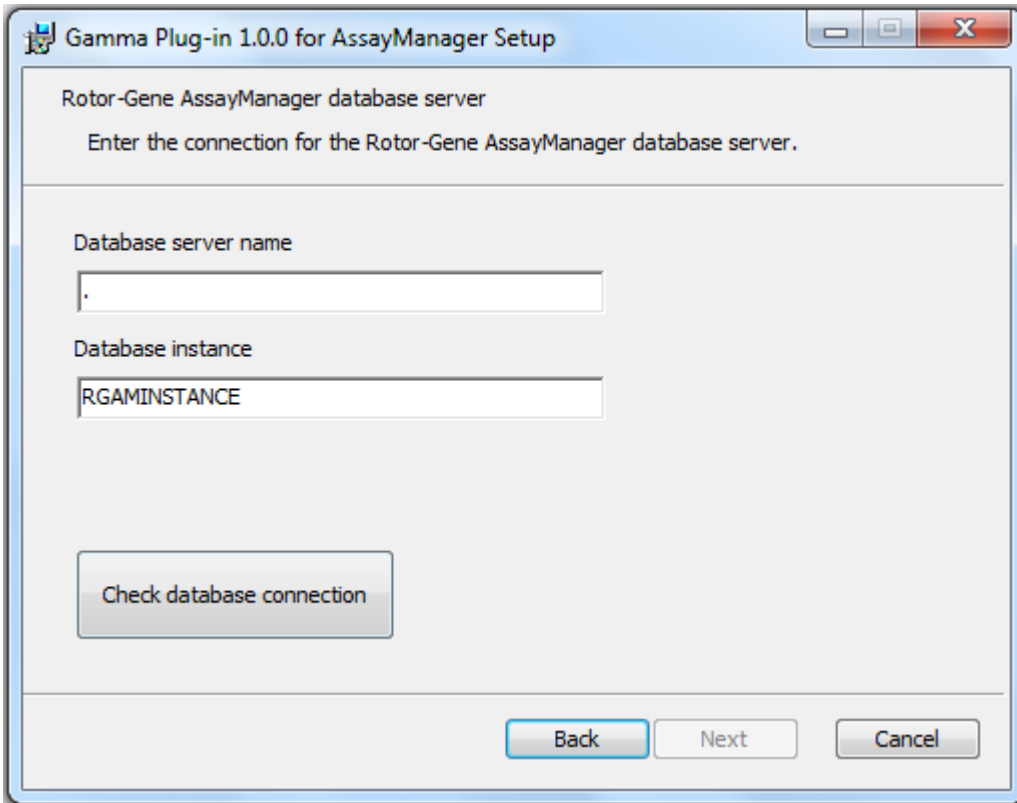 Gamma Plug-in 1.0.0 for AssayManager Setup
Rotor-Gene AssayManager database server
Enter the connection for the Rotor-Gene AssayManager database server.
Database server name
.
Database instance
RGAMINSTANCE
Check database connection
Back Next Cancel